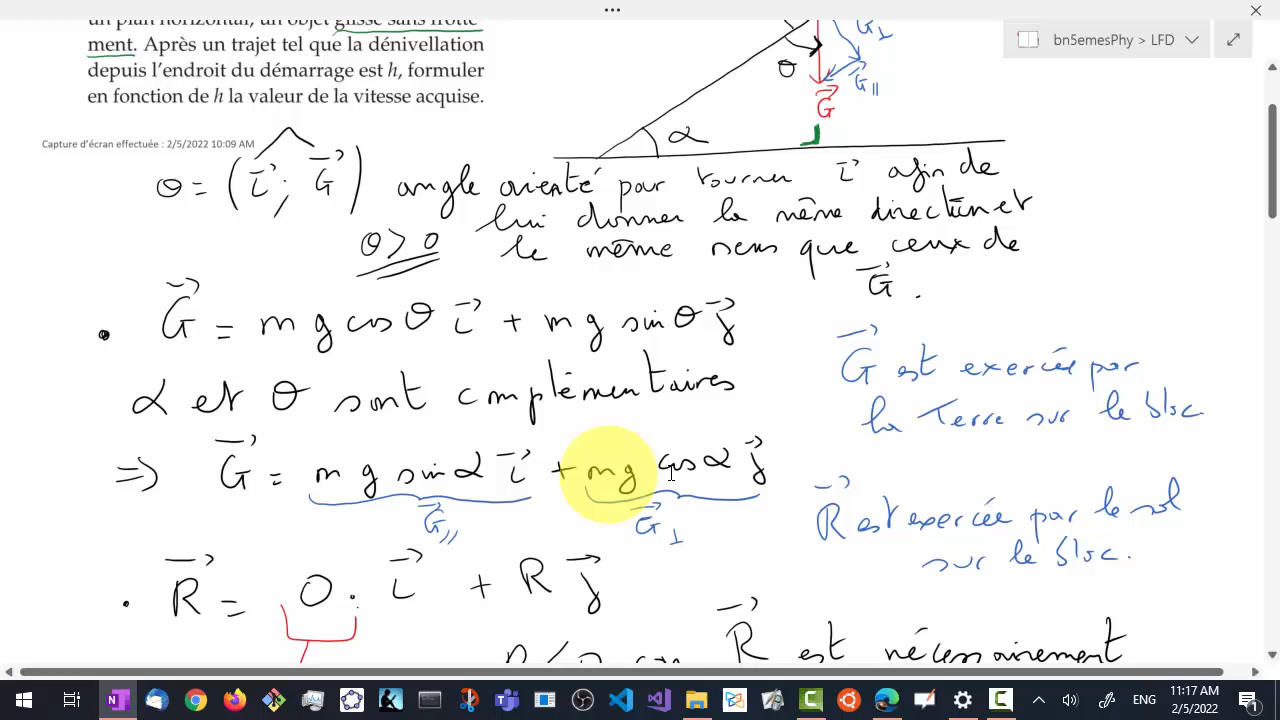 un plan horizontal, un objet glisse sans frotte-
ment. Après un trajet tel que la dénivellation
depuis l'endroit du démarrage est h, formuler
en fonction de h la valeur de la vitesse acquise.
bn5emesPhy > LFD
G⊥
θ
G∥
G
α
Capture d'écran effectuée : 2/5/2022 10:09 AM
θ = (i ; G) angle orienté pour tourner i afin de
lui donner la même direction et
θ > 0 le même sens que ceux de
G.
• G = mg cos θ i + mg sin θ j
G est exercée par
la Terre sur le bloc
α et θ sont complémentaires
=> G = mg sin α i + mg cos α j
G∥ G⊥
R est exercée par le sol
sur le bloc.
• R = 0 . i + R j
R est nécessairement
ENG
11:17 AM
2/5/2022